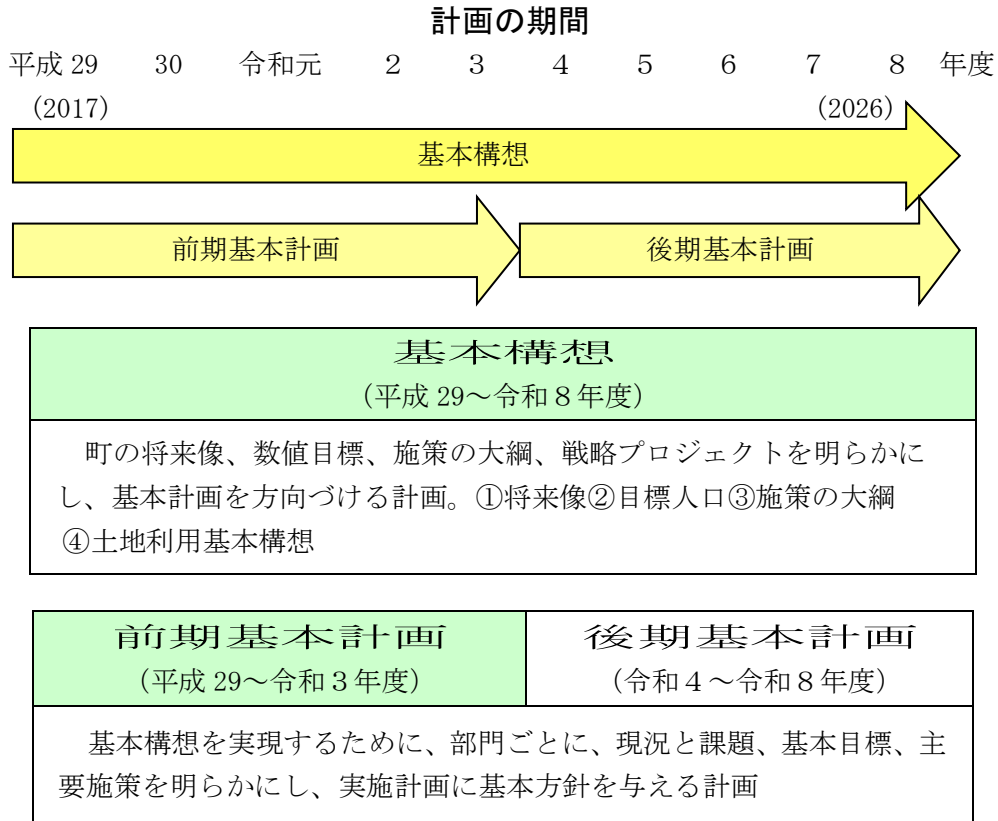 計画の期間
平成 29　30　令和元　２　３　４　５　６　７　８　年度
（2017）　（2026）
基本構想
前期基本計画　後期基本計画
基本構想
（平成 29～令和８年度）
町の将来像、数値目標、施策の大綱、戦略プロジェクトを明らかに
し、基本計画を方向づける計画。①将来像②目標人口③施策の大綱
④土地利用基本構想
前期基本計画　後期基本計画
（平成 29～令和３年度）　（令和４～令和８年度）
基本構想を実現するために、部門ごとに、現況と課題、基本目標、主
要施策を明らかにし、実施計画に基本方針を与える計画